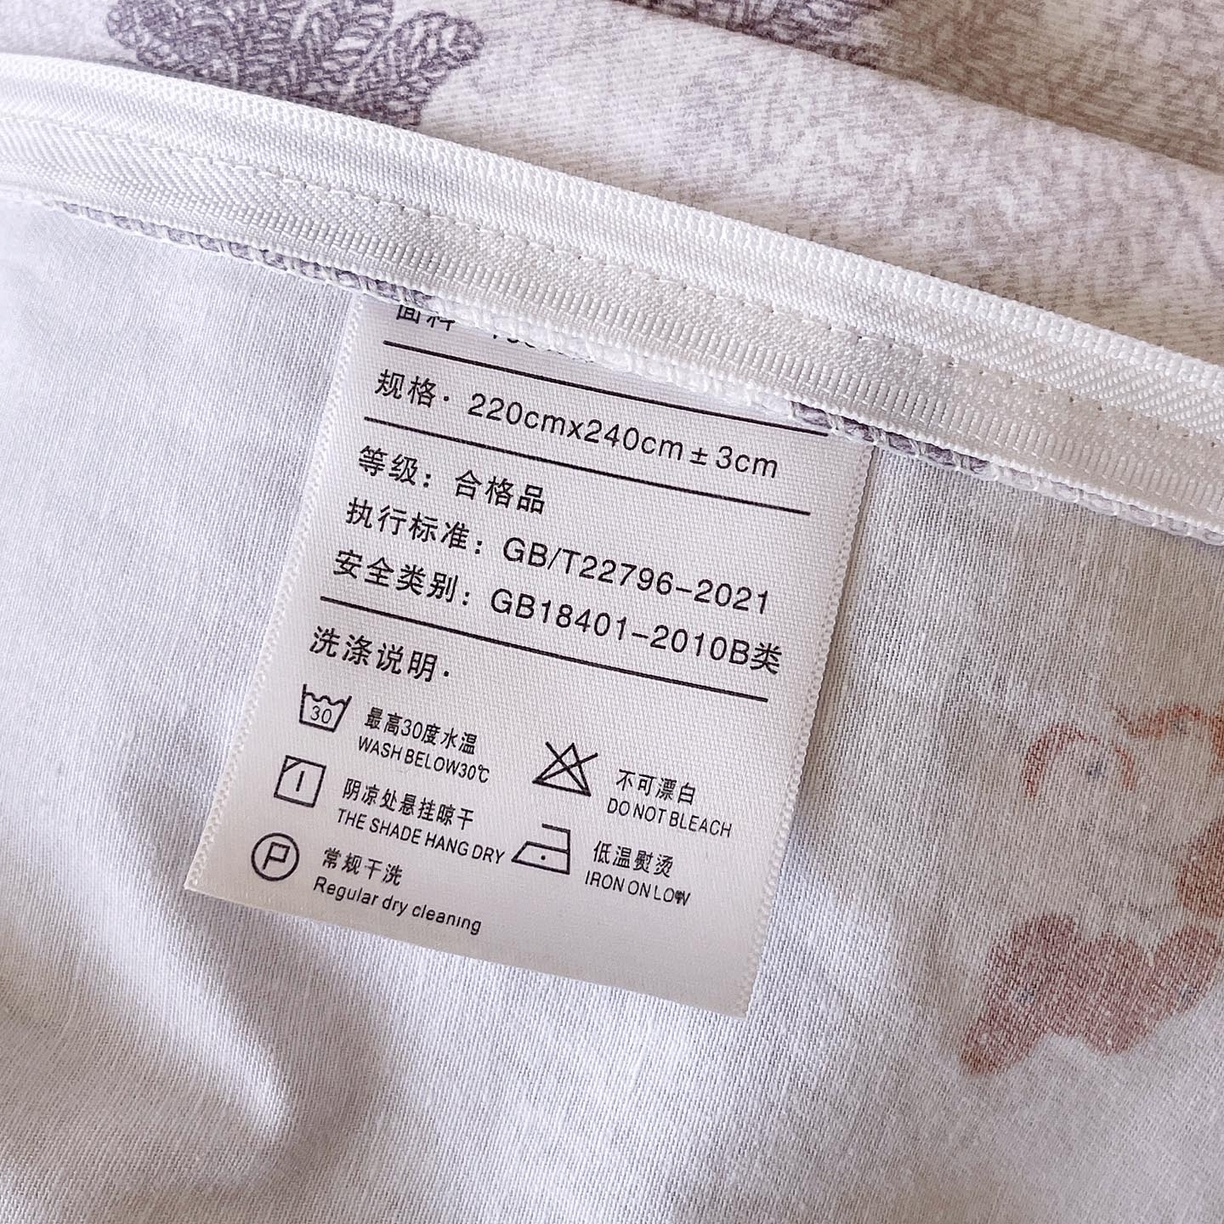 面料
规格· 220cmx240cm±3cm
等级：合格品
执行标准：GB/T22796-2021
安全类别：GB18401-2010B类
洗涤说明·
30 最高30度水温
WASH BELOW30℃
不可漂白
DO NOT BLEACH
阴凉处悬挂晾干
THE SHADE HANG DRY
低温熨烫
IRON ON LOW
P 常规干洗
Regular dry cleaning